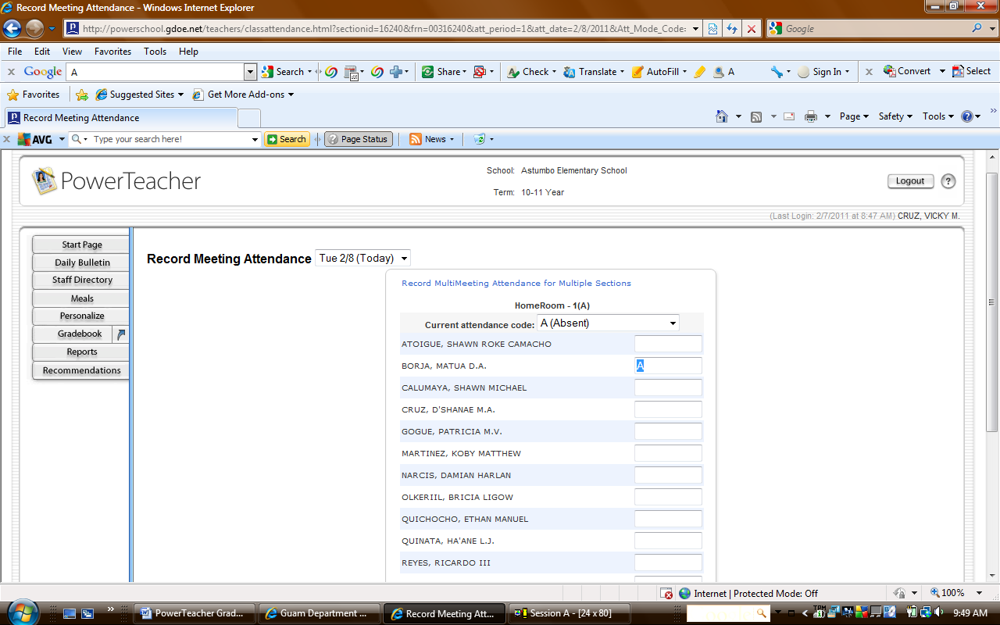 Record Meeting Attendance - Windows Internet Explorer
http://powerschool.gdoe.net/teachers/classattendance.html?sectionid=16240&frn=00316240&att_period=1&att_date=2/8/2011&Att_Mode_Code:
Google
File Edit View Favorites Tools Help
Google A Search Share Check Translate AutoFill A Sign In Convert Select
Favorites Suggested Sites Get More Add-ons
Record Meeting Attendance Page Safety Tools
AVG Type your search here! Search Page Status News
PowerTeacher
School: Astumbo Elementary School
Term: 10-11 Year
Logout ?
(Last Login: 2/7/2011 at 8:47 AM) CRUZ, VICKY M.
Start Page
Daily Bulletin
Staff Directory
Meals
Personalize
Gradebook
Reports
Recommendations
Record Meeting Attendance Tue 2/8 (Today)
Record MultiMeeting Attendance for Multiple Sections
HomeRoom - 1(A)
Current attendance code: A (Absent)
ATOIGUE, SHAWN ROKE CAMACHO
BORJA, MATUA D.A. A
CALUMAYA, SHAWN MICHAEL
CRUZ, D'SHANAE M.A.
GOGUE, PATRICIA M.V.
MARTINEZ, KOBY MATTHEW
NARCIS, DAMIAN HARLAN
OLKERIIL, BRICIA LIGOW
QUICHOCHO, ETHAN MANUEL
QUINATA, HA'ANE L.J.
REYES, RICARDO III
Internet | Protected Mode: Off 100%
PowerTeacher Grad... Guam Department ... Record Meeting Att... Session A - [24 x 80] 9:49 AM